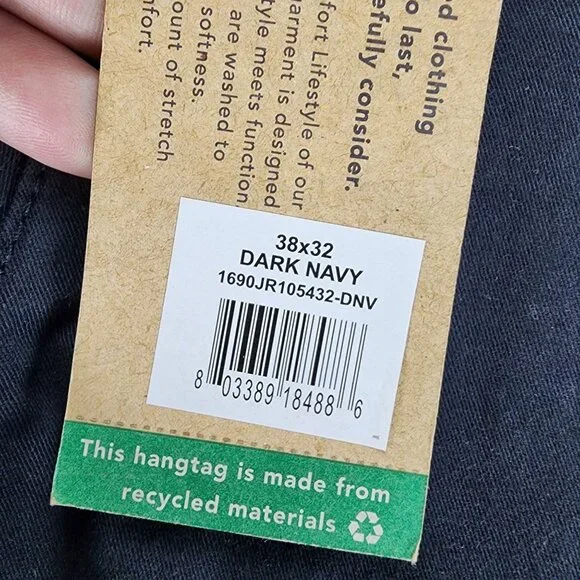 d clothing
o last,
efully consider.
fort Lifestyle of our
arment is designed
tyle meets function
are washed to
softness.
ount of stretch
mfort.
38x32
DARK NAVY
1690JR105432-DNV
8 03389 18488 6
This hangtag is made from
recycled materials